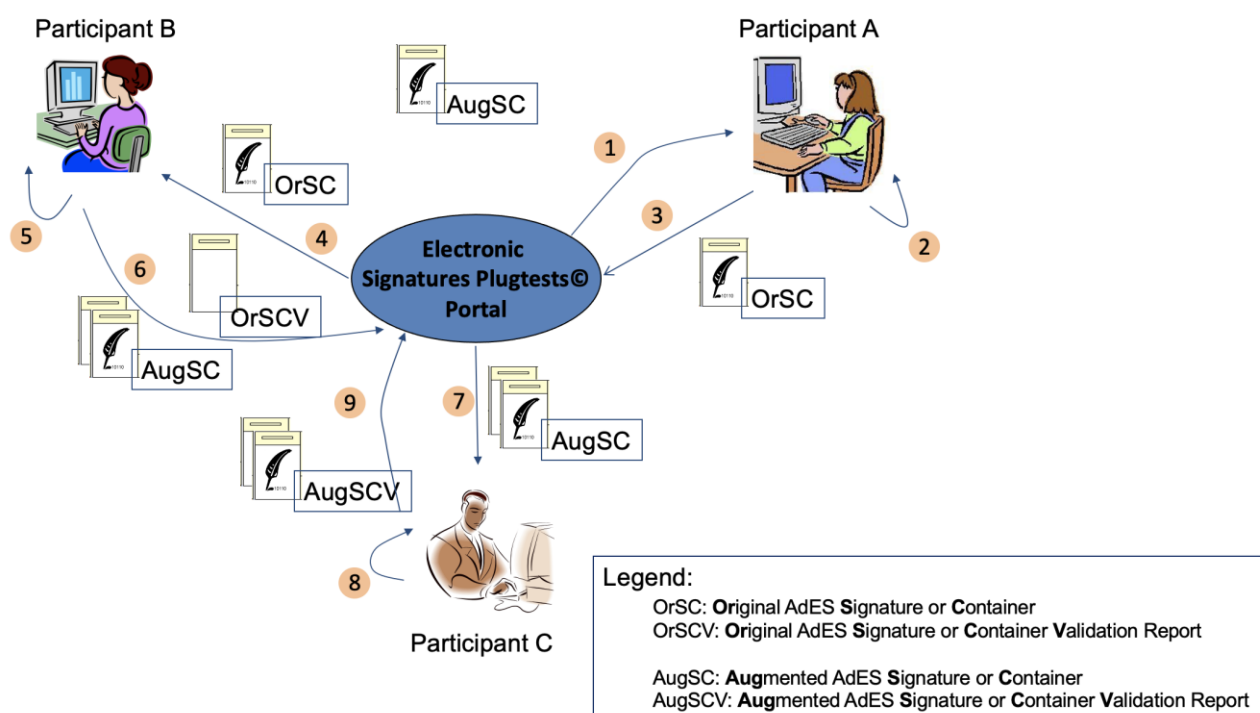 Participant B
Participant A
AugSC
1
OrSC
3
5
4
2
Electronic
Signatures Plugtests©
Portal
6
OrSC
OrSCV
AugSC
9
7
AugSC
AugSCV
8
Participant C
Legend:
OrSC: Original AdES Signature or Container
OrSCV: Original AdES Signature or Container Validation Report
AugSC: Augmented AdES Signature or Container
AugSCV: Augmented AdES Signature or Container Validation Report